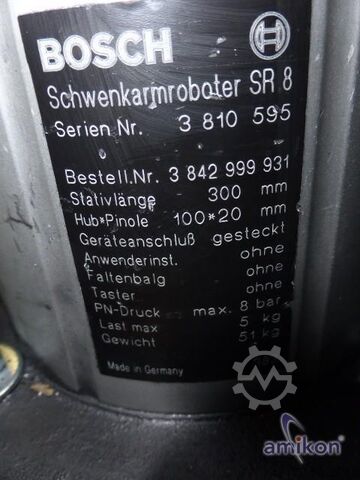 BOSCH
Schwenkarmroboter SR 8
Serien Nr. 3 810 595
Bestell.Nr. 3 842 999 931
Stativlänge 300 mm
Hub*Pinole 100*20 mm
Geräteanschluß gesteckt
Anwenderinst. ohne
Faltenbalg ohne
Taster ohne
PN-Druck max. 8 bar
Last max 5 kg
Gewicht 51 kg
Made in Germany
amikon